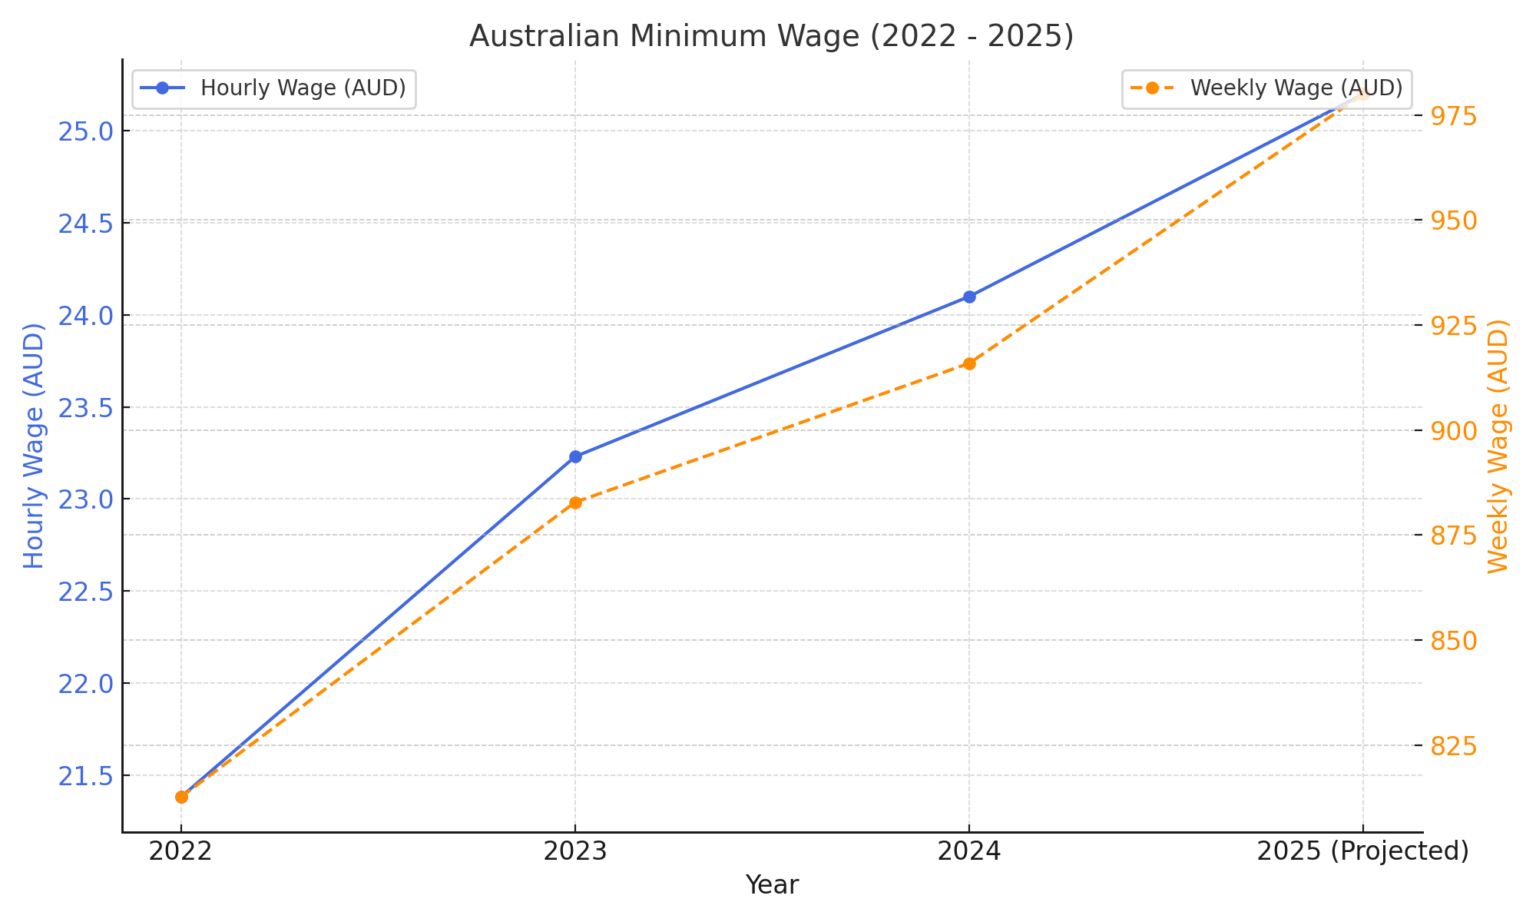 Australian Minimum Wage (2022 - 2025)
Hourly Wage (AUD)
Weekly Wage (AUD)
25.0
24.5
24.0
23.5
23.0
22.5
22.0
21.5
Hourly Wage (AUD)
975
950
925
900
875
850
825
Weekly Wage (AUD)
2022 2023 2024 2025 (Projected)
Year